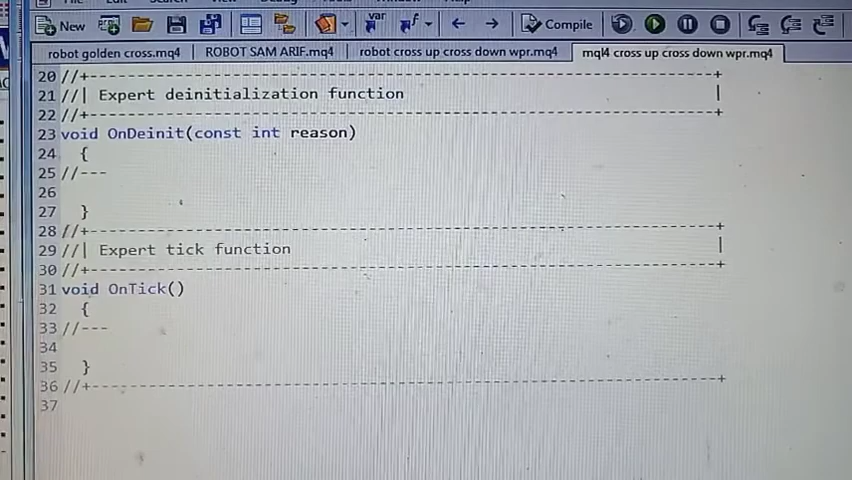 New
Compile
robot golden cross.mq4 ROBOT SAM ARIF.mq4 robot cross up cross down wpr.mq4 mql4 cross up cross down wpr.mq4
20 //+------------------------------------------------------------------+
21 //| Expert deinitialization function |
22 //+------------------------------------------------------------------+
23 void OnDeinit(const int reason)
24 {
25 //---
26
27 }
28 //+------------------------------------------------------------------+
29 //| Expert tick function |
30 //+------------------------------------------------------------------+
31 void OnTick()
32 {
33 //---
34
35 }
36 //+------------------------------------------------------------------+
37